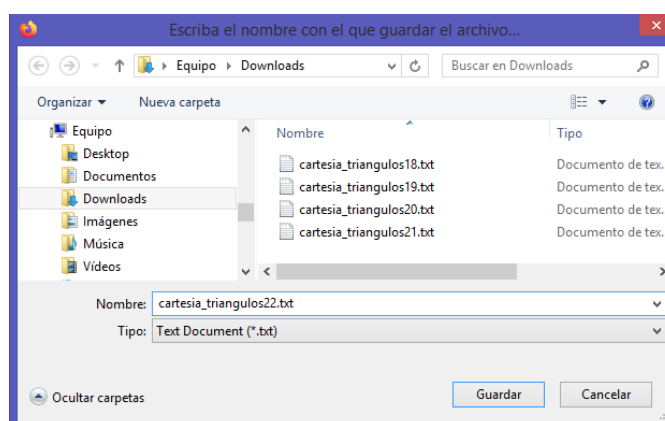 Escriba el nombre con el que guardar el archivo...
Equipo Downloads Buscar en Downloads
Organizar Nueva carpeta
Equipo
Desktop
Documentos
Downloads
Imágenes
Música
Vídeos
Nombre Tipo
cartesia_triangulos18.txt Documento de tex.
cartesia_triangulos19.txt Documento de tex.
cartesia_triangulos20.txt Documento de tex.
cartesia_triangulos21.txt Documento de tex.
Nombre: cartesia_triangulos22.txt
Tipo: Text Document (*.txt)
Ocultar carpetas Guardar Cancelar